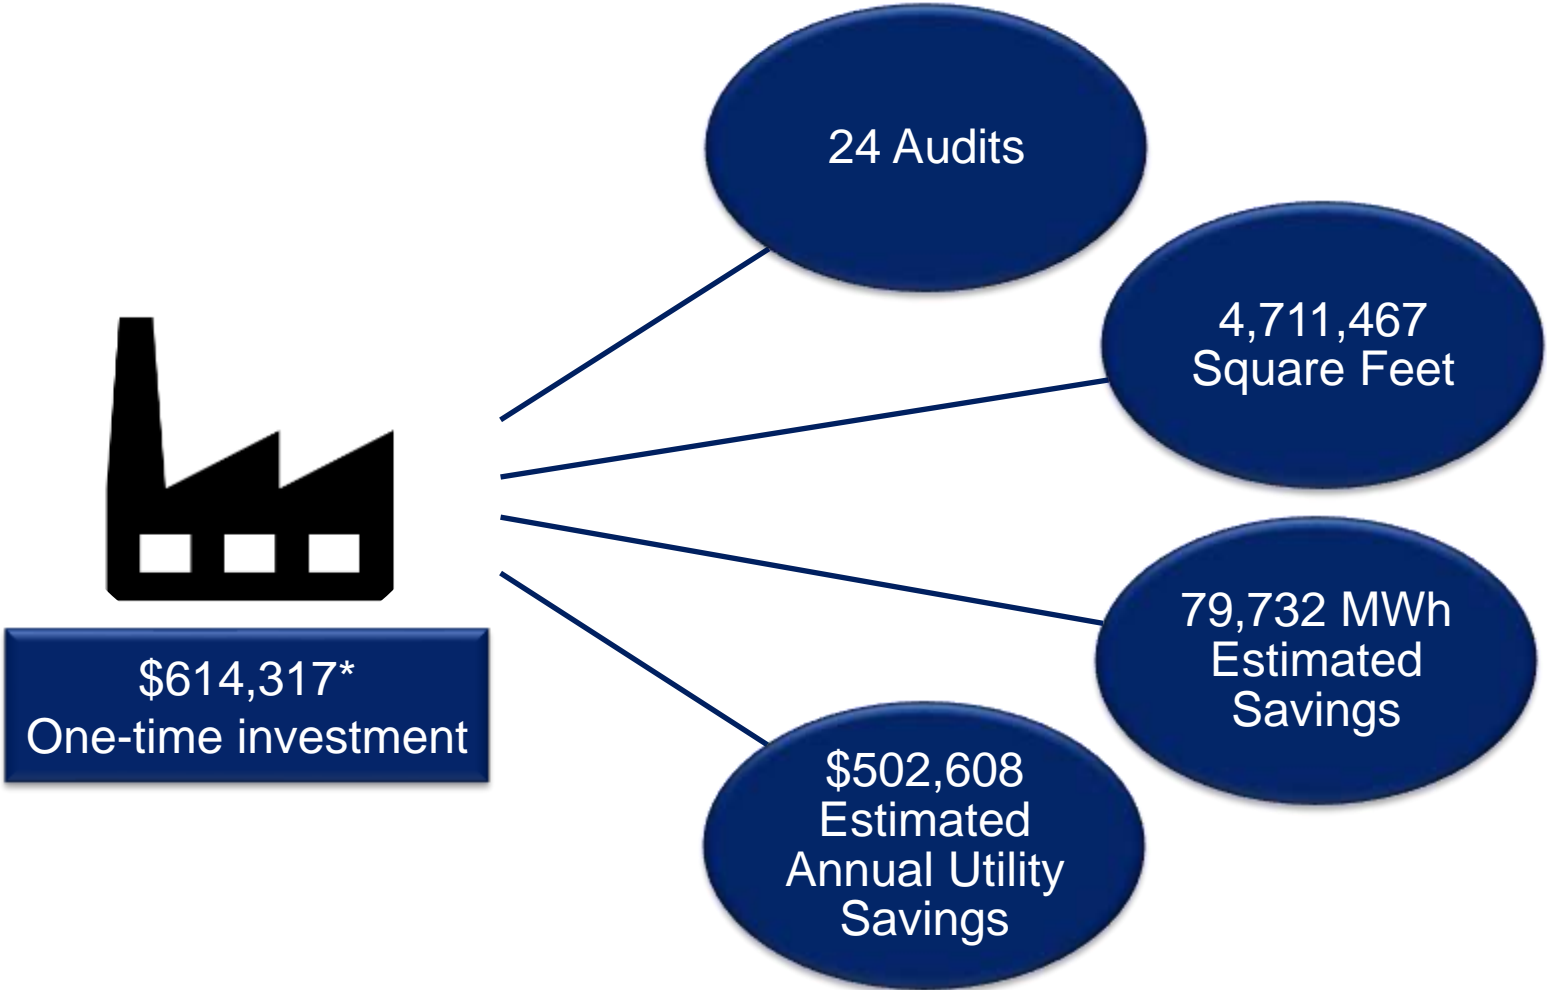 24 Audits
4,711,467
Square Feet
79,732 MWh
Estimated
Savings
$502,608
Estimated
Annual Utility
Savings
$614,317*
One-time investment